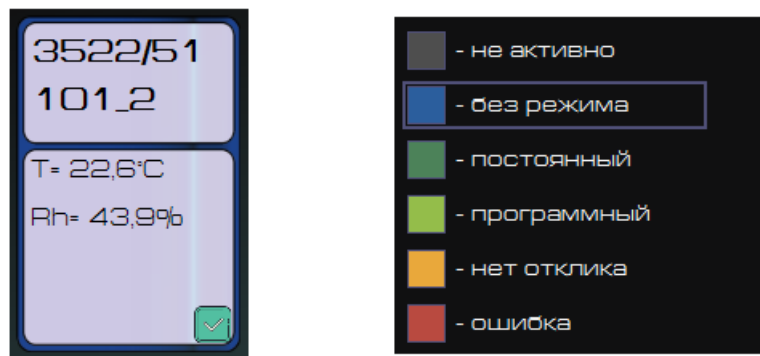 3522/51
101_2
T= 22,6°C
Rh= 43,9%
- не активно
- без режима
- постоянный
- программный
- нет отклика
- ошибка